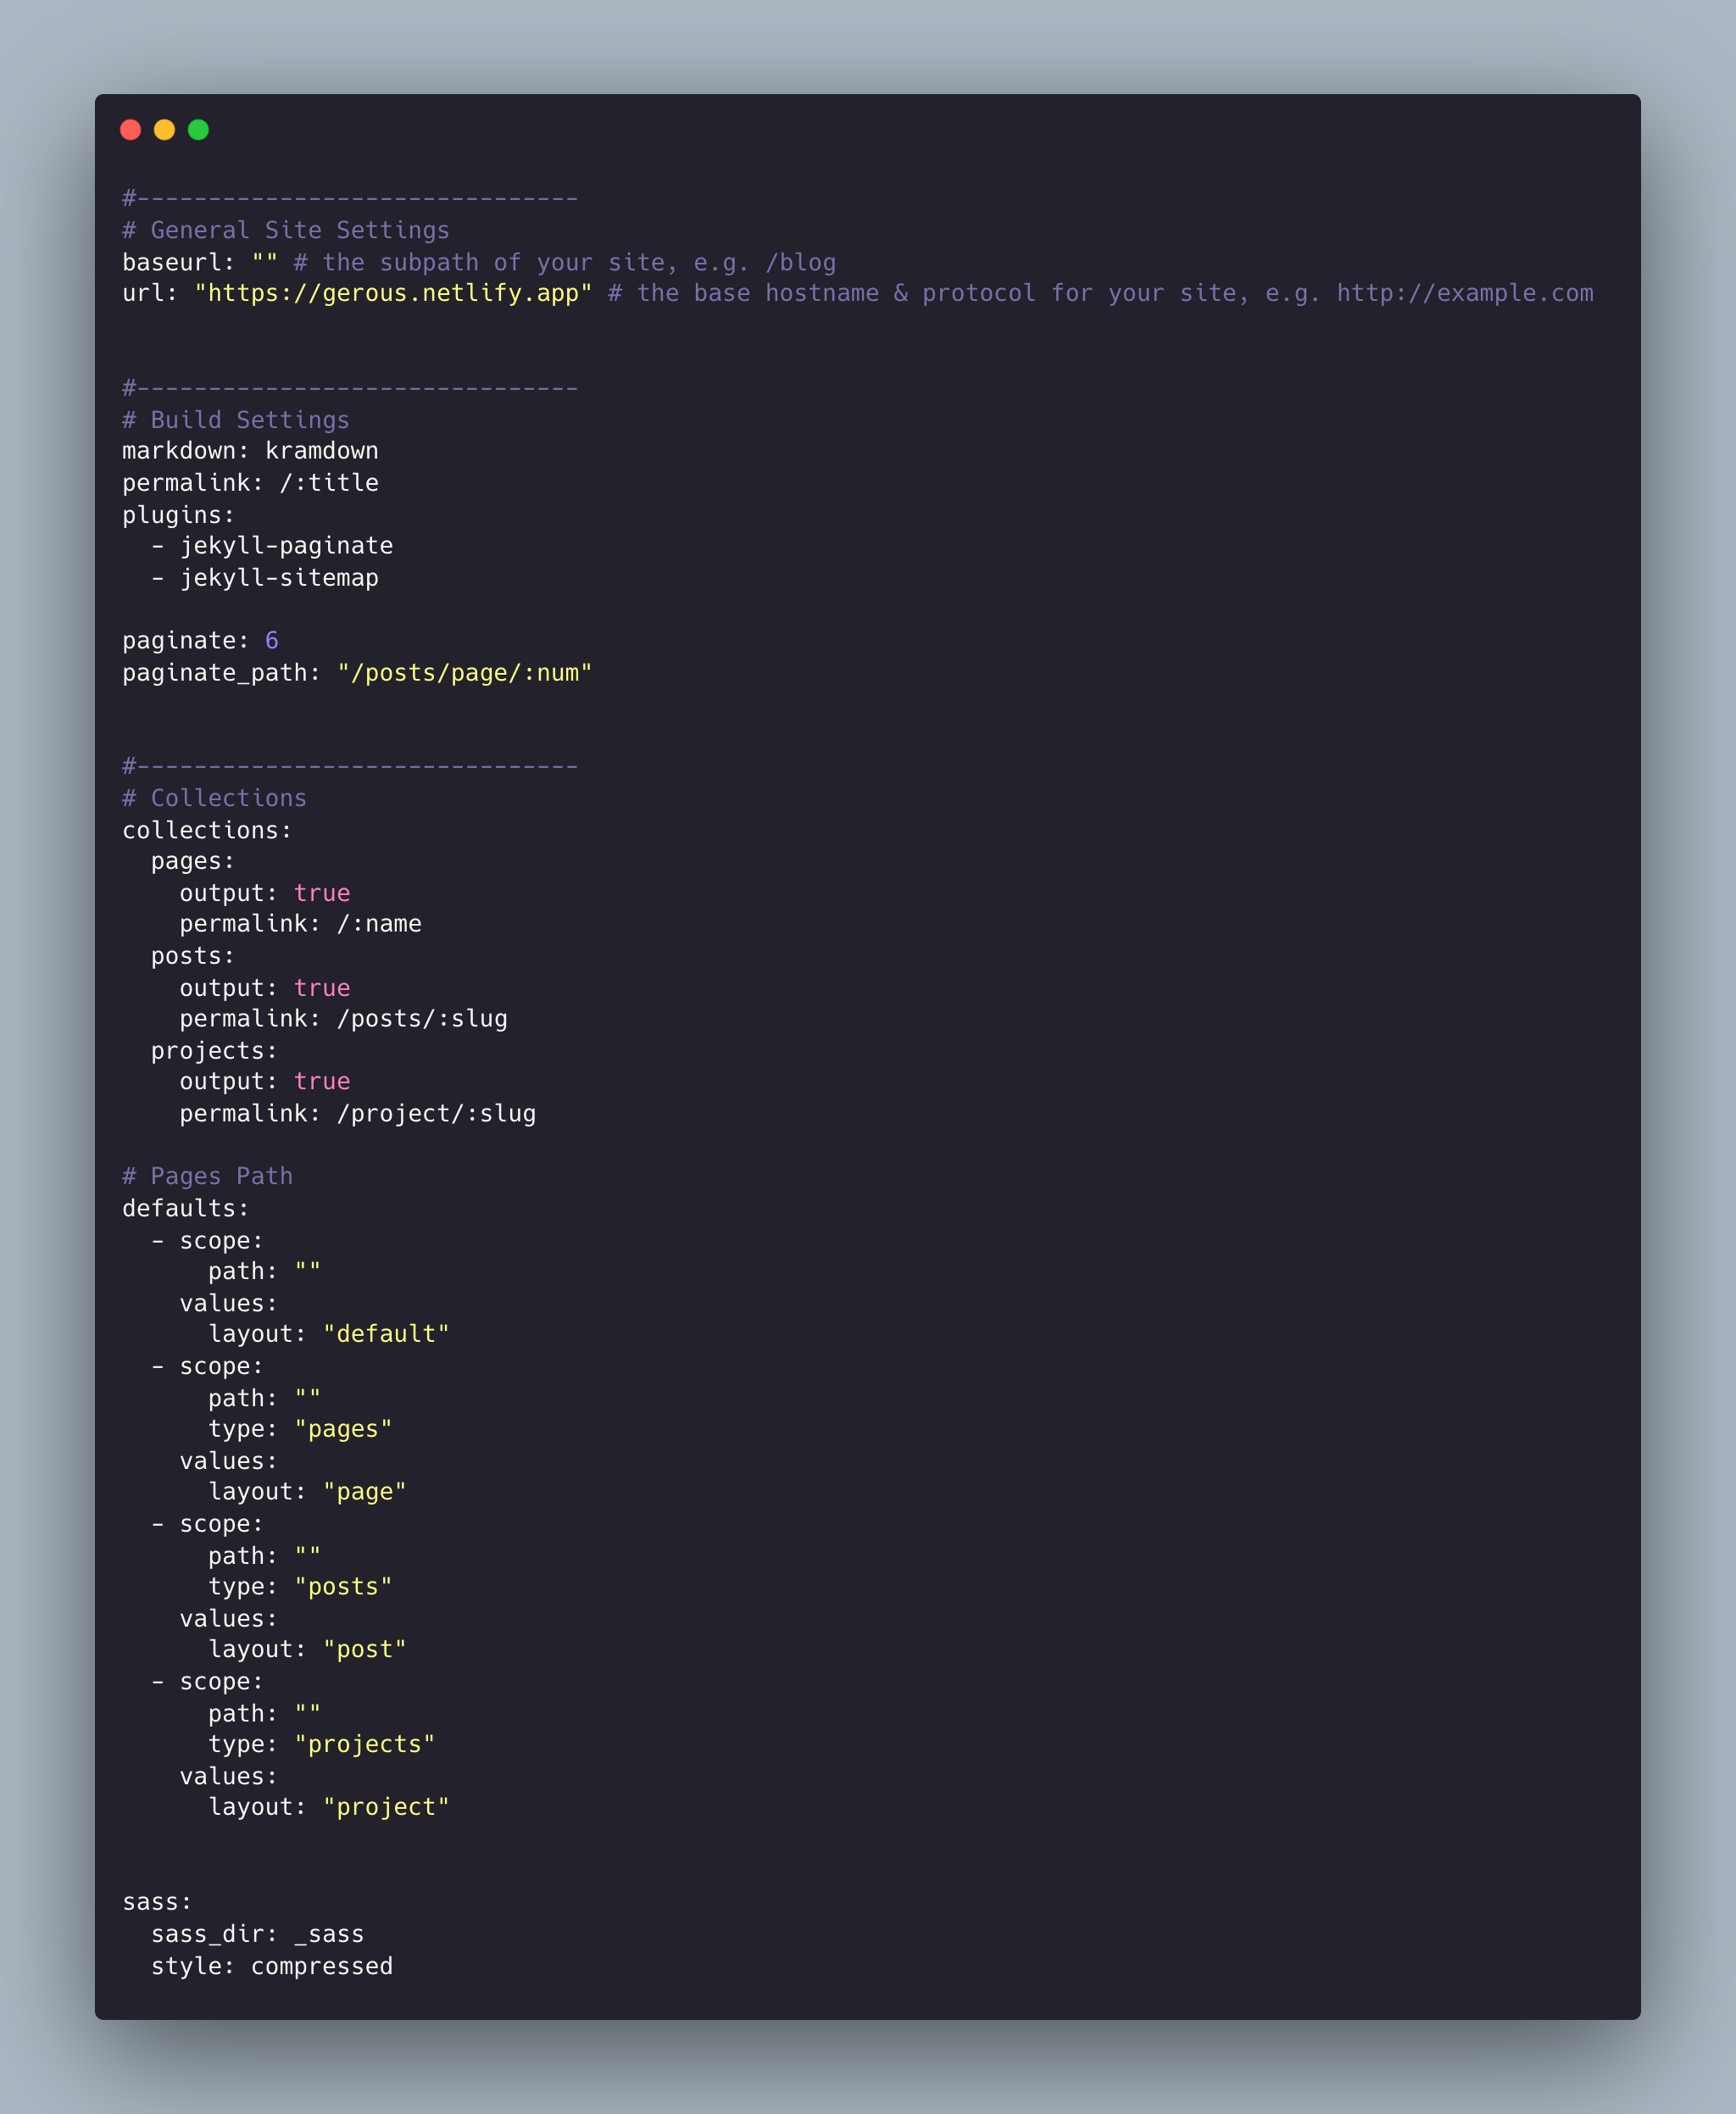 #-------------------------------
# General Site Settings
baseurl: "" # the subpath of your site, e.g. /blog
url: "https://gerous.netlify.app" # the base hostname & protocol for your site, e.g. http://example.com
#-------------------------------
# Build Settings
markdown: kramdown
permalink: /:title
plugins:
  - jekyll-paginate
  - jekyll-sitemap
paginate: 6
paginate_path: "/posts/page/:num"
#-------------------------------
# Collections
collections:
  pages:
    output: true
    permalink: /:name
  posts:
    output: true
    permalink: /posts/:slug
  projects:
    output: true
    permalink: /project/:slug
# Pages Path
defaults:
  - scope:
      path: ""
    values:
      layout: "default"
  - scope:
      path: ""
      type: "pages"
    values:
      layout: "page"
  - scope:
      path: ""
      type: "posts"
    values:
      layout: "post"
  - scope:
      path: ""
      type: "projects"
    values:
      layout: "project"
sass:
  sass_dir: _sass
  style: compressed